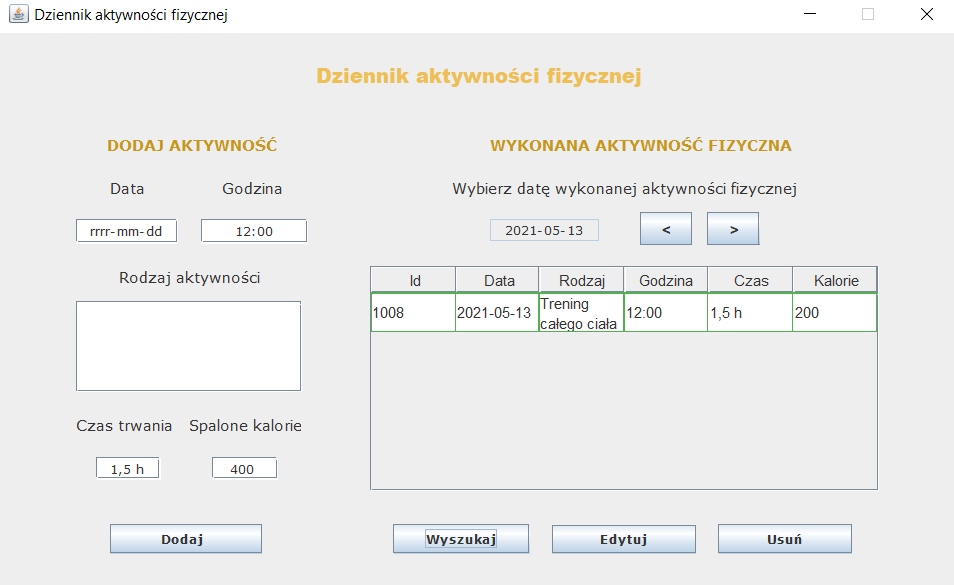 Dziennik aktywności fizycznej
Dziennik aktywności fizycznej
DODAJ AKTYWNOŚĆ
Data Godzina
rrrr-mm-dd 12:00
Rodzaj aktywności
Czas trwania Spalone kalorie
1,5 h 400
Dodaj
WYKONANA AKTYWNOŚĆ FIZYCZNA
Wybierz datę wykonanej aktywności fizycznej
2021-05-13 < >
Id Data Rodzaj Godzina Czas Kalorie
1008 2021-05-13 Trening całego ciała 12:00 1,5 h 200
Wyszukaj Edytuj Usuń